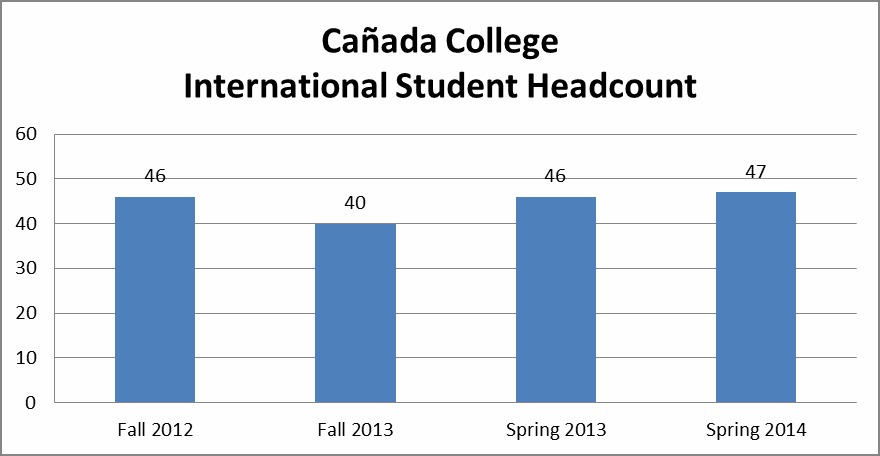 Cañada College
International Student Headcount
60
50
40
30
20
10
0
46
40
46
47
Fall 2012
Fall 2013
Spring 2013
Spring 2014